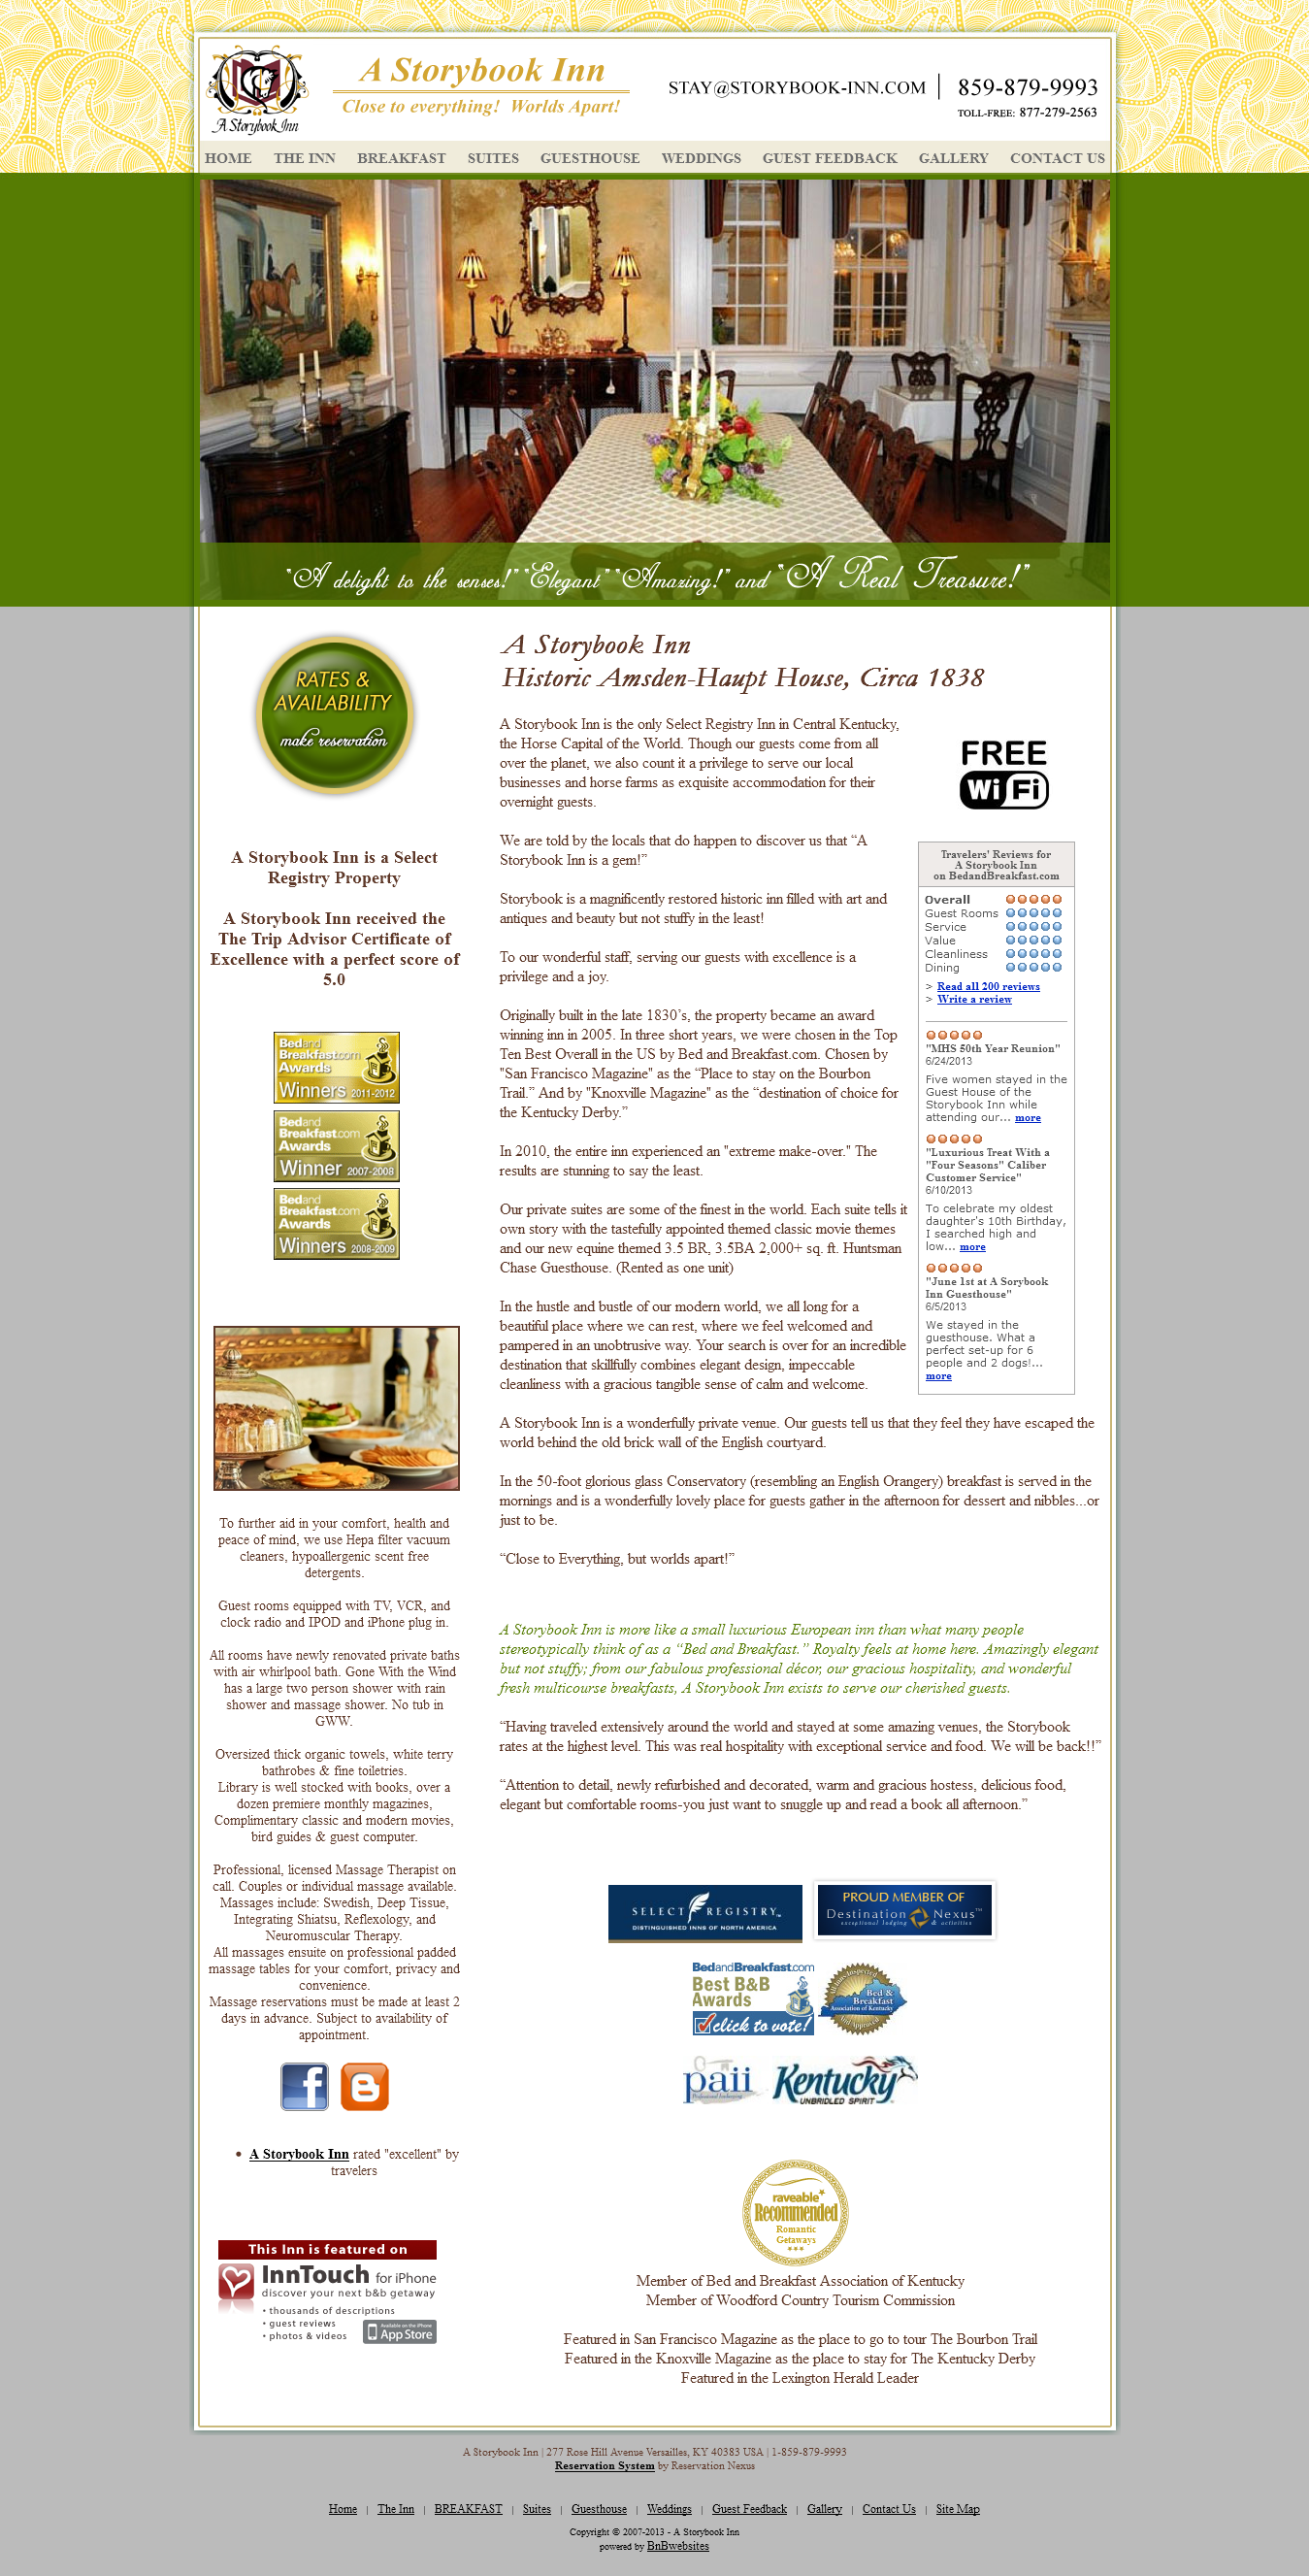 A Storybook Inn
A Storybook Inn
Close to everything! Worlds Apart!
STAY@STORYBOOK-INN.COM
859-879-9993
TOLL-FREE: 877-279-2563
HOME THE INN BREAKFAST SUITES GUESTHOUSE WEDDINGS GUEST FEEDBACK GALLERY CONTACT US
“A delight to the senses!” “Elegant” “Amazing!” and “A Real Treasure!”
RATES &
AVAILABILITY
make reservation
A Storybook Inn is a Select
Registry Property
A Storybook Inn received the
The Trip Advisor Certificate of
Excellence with a perfect score of
5.0
BedandBreakfast.com
Awards
Winners 2011-2012
BedandBreakfast.com
Awards
Winner 2007-2008
BedandBreakfast.com
Awards
Winners 2008-2009
To further aid in your comfort, health and
peace of mind, we use Hepa filter vacuum
cleaners, hypoallergenic scent free
detergents.
Guest rooms equipped with TV, VCR, and
clock radio and IPOD and iPhone plug in.
All rooms have newly renovated private baths
with air whirlpool bath. Gone With the Wind
has a large two person shower with rain
shower and massage shower. No tub in
GWW.
Oversized thick organic towels, white terry
bathrobes & fine toiletries.
Library is well stocked with books, over a
dozen premiere monthly magazines,
Complimentary classic and modern movies,
bird guides & guest computer.
Professional, licensed Massage Therapist on
call. Couples or individual massage available.
Massages include: Swedish, Deep Tissue,
Integrating Shiatsu, Reflexology, and
Neuromuscular Therapy.
All massages ensuite on professional padded
massage tables for your comfort, privacy and
convenience.
Massage reservations must be made at least 2
days in advance. Subject to availability of
appointment.
• A Storybook Inn rated "excellent" by
travelers
This Inn is featured on
InnTouch for iPhone
discover your next b&b getaway
• thousands of descriptions
• guest reviews
• photos & videos
Available on the iPhone
App Store
A Storybook Inn
Historic Amsden-Haupt House, Circa 1838
A Storybook Inn is the only Select Registry Inn in Central Kentucky,
the Horse Capital of the World. Though our guests come from all
over the planet, we also count it a privilege to serve our local
businesses and horse farms as exquisite accommodation for their
overnight guests.
We are told by the locals that do happen to discover us that “A
Storybook Inn is a gem!”
Storybook is a magnificently restored historic inn filled with art and
antiques and beauty but not stuffy in the least!
To our wonderful staff, serving our guests with excellence is a
privilege and a joy.
Originally built in the late 1830’s, the property became an award
winning inn in 2005. In three short years, we were chosen in the Top
Ten Best Overall in the US by Bed and Breakfast.com. Chosen by
"San Francisco Magazine" as the “Place to stay on the Bourbon
Trail.” And by "Knoxville Magazine" as the “destination of choice for
the Kentucky Derby.”
In 2010, the entire inn experienced an "extreme make-over." The
results are stunning to say the least.
Our private suites are some of the finest in the world. Each suite tells it
own story with the tastefully appointed themed classic movie themes
and our new equine themed 3.5 BR, 3.5BA 2,000+ sq. ft. Huntsman
Chase Guesthouse. (Rented as one unit)
In the hustle and bustle of our modern world, we all long for a
beautiful place where we can rest, where we feel welcomed and
pampered in an unobtrusive way. Your search is over for an incredible
destination that skillfully combines elegant design, impeccable
cleanliness with a gracious tangible sense of calm and welcome.
A Storybook Inn is a wonderfully private venue. Our guests tell us that they feel they have escaped the
world behind the old brick wall of the English courtyard.
In the 50-foot glorious glass Conservatory (resembling an English Orangery) breakfast is served in the
mornings and is a wonderfully lovely place for guests gather in the afternoon for dessert and nibbles...or
just to be.
“Close to Everything, but worlds apart!”
FREE
Wi Fi
Travelers' Reviews for
A Storybook Inn
on BedandBreakfast.com
Overall
Guest Rooms
Service
Value
Cleanliness
Dining
> Read all 200 reviews
> Write a review
"MHS 50th Year Reunion"
6/24/2013
Five women stayed in the
Guest House of the
Storybook Inn while
attending our... more
"Luxurious Treat With a
"Four Seasons" Caliber
Customer Service"
6/10/2013
To celebrate my oldest
daughter's 10th Birthday,
I searched high and
low... more
"June 1st at A Sorybook
Inn Guesthouse"
6/5/2013
We stayed in the
guesthouse. What a
perfect set-up for 6
people and 2 dogs!...
more
A Storybook Inn is more like a small luxurious European inn than what many people
stereotypically think of as a “Bed and Breakfast.” Royalty feels at home here. Amazingly elegant
but not stuffy; from our fabulous professional décor, our gracious hospitality, and wonderful
fresh multicourse breakfasts, A Storybook Inn exists to serve our cherished guests.
“Having traveled extensively around the world and stayed at some amazing venues, the Storybook
rates at the highest level. This was real hospitality with exceptional service and food. We will be back!!”
“Attention to detail, newly refurbished and decorated, warm and gracious hostess, delicious food,
elegant but comfortable rooms-you just want to snuggle up and read a book all afternoon.”
SELECT REGISTRY™
DISTINGUISHED INNS OF NORTH AMERICA
PROUD MEMBER OF
Destination Nexus™
exceptional lodging & activities
BedandBreakfast.com
Best B&B
Awards
click to vote!
Inns Inspected
Bed &
Breakfast
Association of Kentucky
And Approved
paii
Kentucky
UNBRIDLED SPIRIT
raveable
Recommended
Romantic
Getaways
Member of Bed and Breakfast Association of Kentucky
Member of Woodford Country Tourism Commission
Featured in San Francisco Magazine as the place to go to tour The Bourbon Trail
Featured in the Knoxville Magazine as the place to stay for The Kentucky Derby
Featured in the Lexington Herald Leader
A Storybook Inn | 277 Rose Hill Avenue Versailles, KY 40383 USA | 1-859-879-9993
Reservation System by Reservation Nexus
Home | The Inn | BREAKFAST | Suites | Guesthouse | Weddings | Guest Feedback | Gallery | Contact Us | Site Map
Copyright © 2007-2013 - A Storybook Inn
powered by BnBwebsites